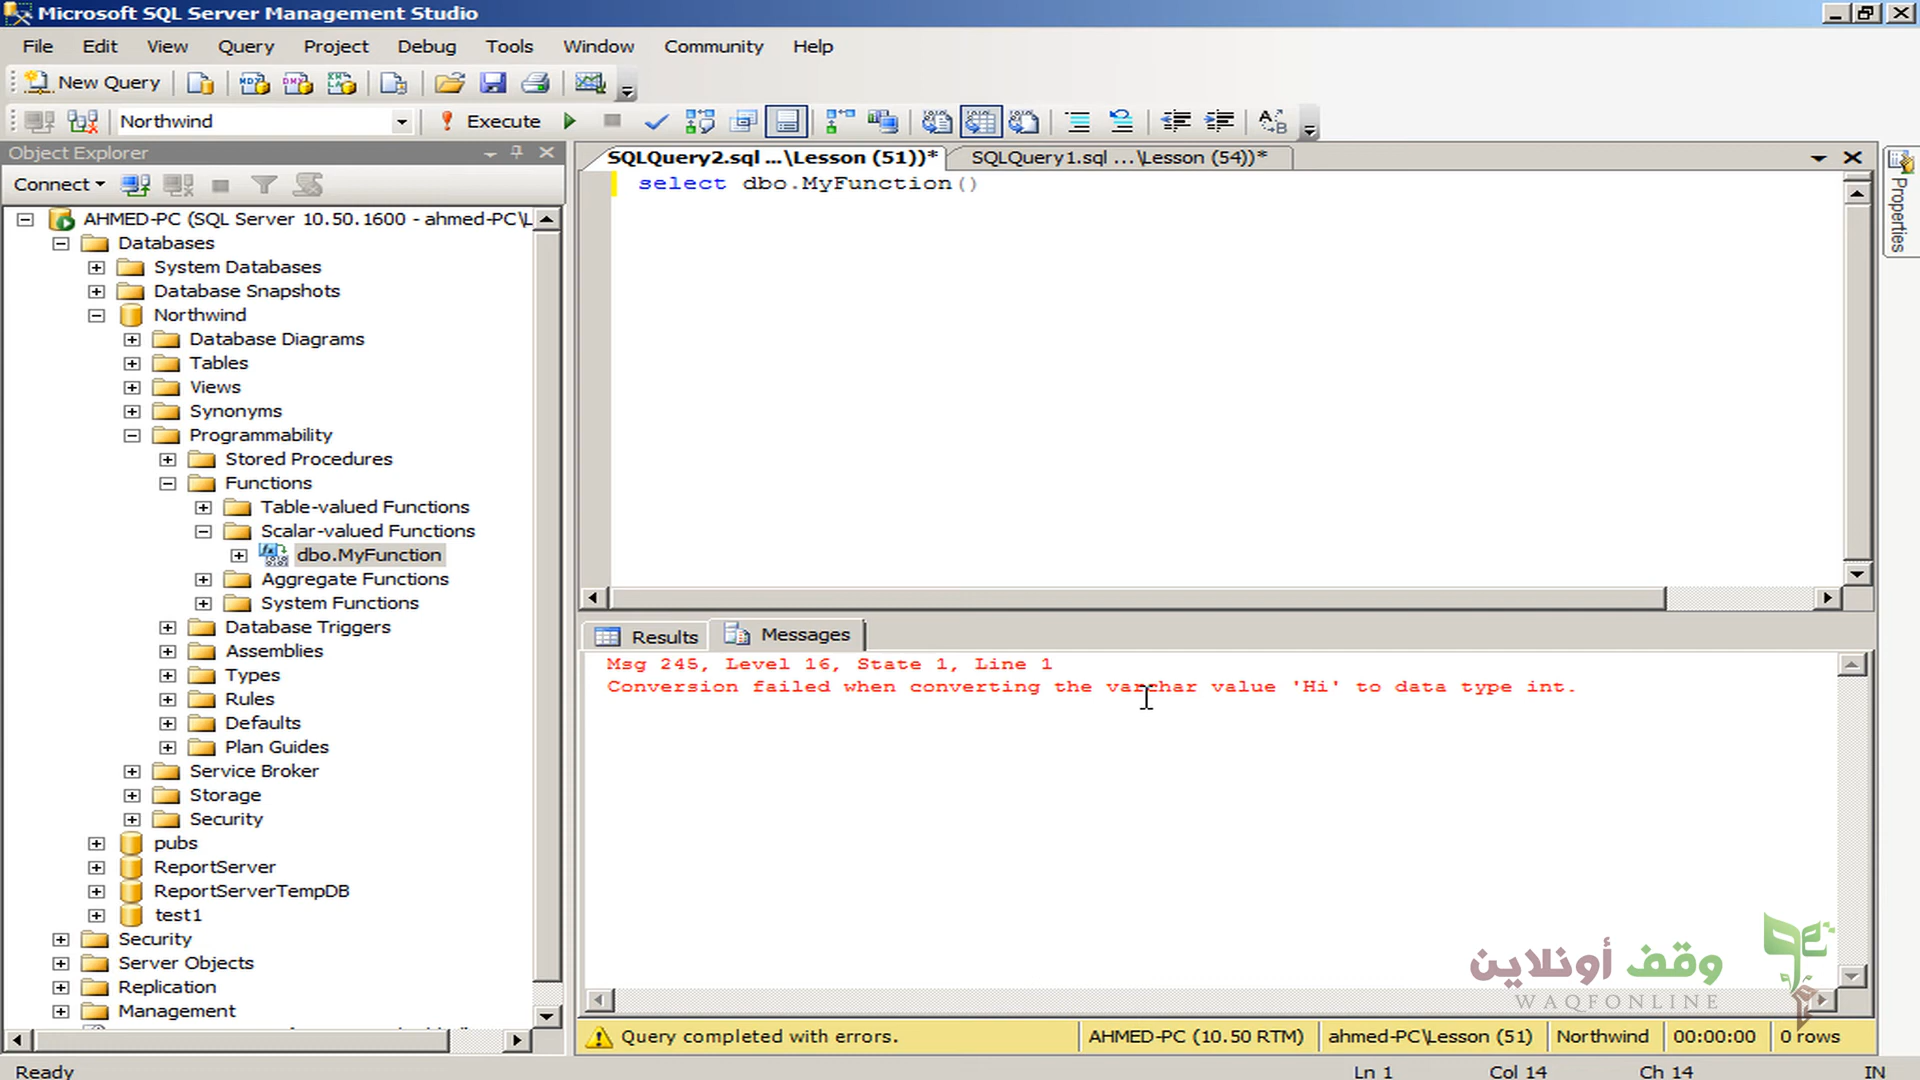 Microsoft SQL Server Management Studio
File Edit View Query Project Debug Tools Window Community Help
New Query
Northwind Execute
Object Explorer
SQLQuery2.sql ...\Lesson (51))* SQLQuery1.sql ...\Lesson (54))*
Properties
Connect
select dbo.MyFunction()
AHMED-PC (SQL Server 10.50.1600 - ahmed-PC\L
Databases
System Databases
Database Snapshots
Northwind
Database Diagrams
Tables
Views
Synonyms
Programmability
Stored Procedures
Functions
Table-valued Functions
Scalar-valued Functions
dbo.MyFunction
Aggregate Functions
System Functions
Database Triggers
Assemblies
Types
Rules
Defaults
Plan Guides
Service Broker
Storage
Security
pubs
ReportServer
ReportServerTempDB
test1
Security
Server Objects
Replication
Management
Results Messages
Msg 245, Level 16, State 1, Line 1
Conversion failed when converting the varchar value 'Hi' to data type int.
وقف أونلاين
WAQFONLINE
Query completed with errors. AHMED-PC (10.50 RTM) ahmed-PC\Lesson (51) Northwind 00:00:00 0 rows
Ready Ln 1 Col 14 Ch 14 IN